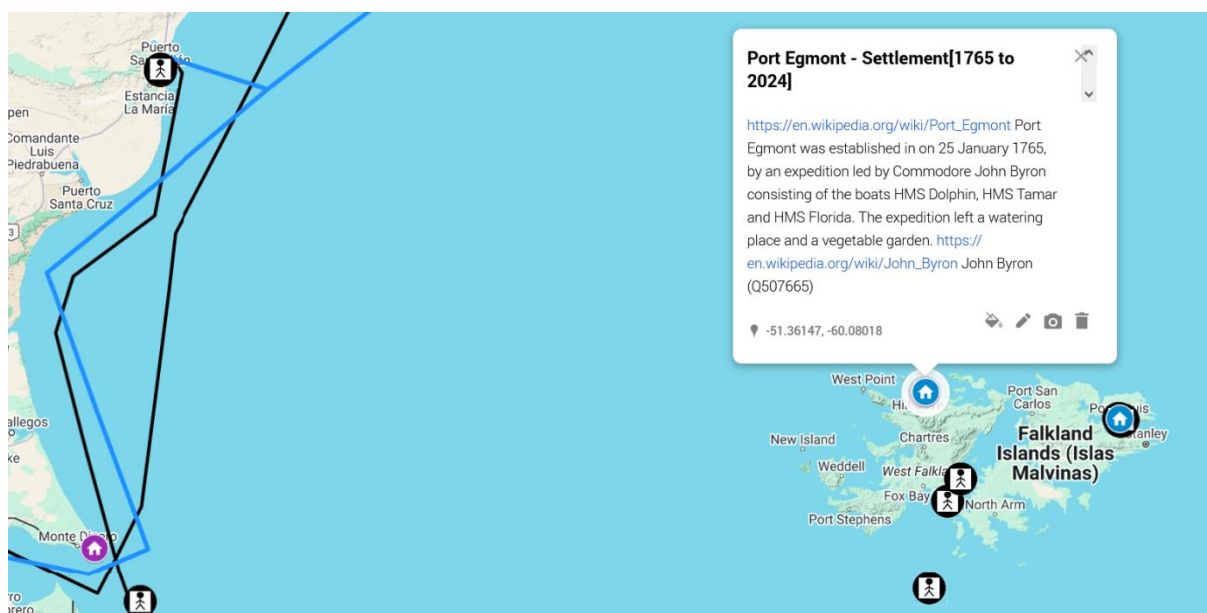 Puerto
Estancia
La María
Comandante
Luis
Piedrabuena
Puerto
Santa Cruz
3
Monte
Port Egmont - Settlement[1765 to
2024]
https://en.wikipedia.org/wiki/Port_Egmont Port
Egmont was established in on 25 January 1765,
by an expedition led by Commodore John Byron
consisting of the boats HMS Dolphin, HMS Tamar
and HMS Florida. The expedition left a watering
place and a vegetable garden. https://
en.wikipedia.org/wiki/John_Byron John Byron
(Q507665)
-51.36147, -60.08018
West Point
Port San
Carlos
New Island
Chartres
Falkland
Islands (Islas
Malvinas)
Weddell
West
Fox Bay
North Arm
Port Stephens